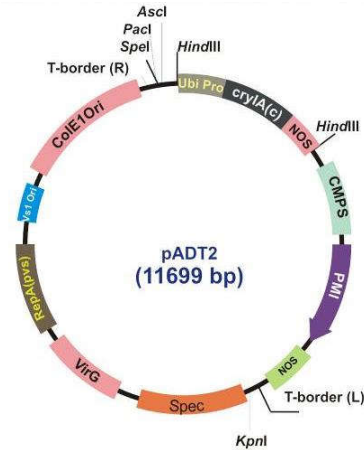 AscI
PacI
SpeI
HindIII
T-border (R)
Ubi Pro
cryIA(c)
NOS
HindIII
ColE1Ori
CMPS
Vs1 Ori
pADT2
(11699 bp)
PMI
RepA(pvs)
NOS
VirG
T-border (L)
Spec
KpnI